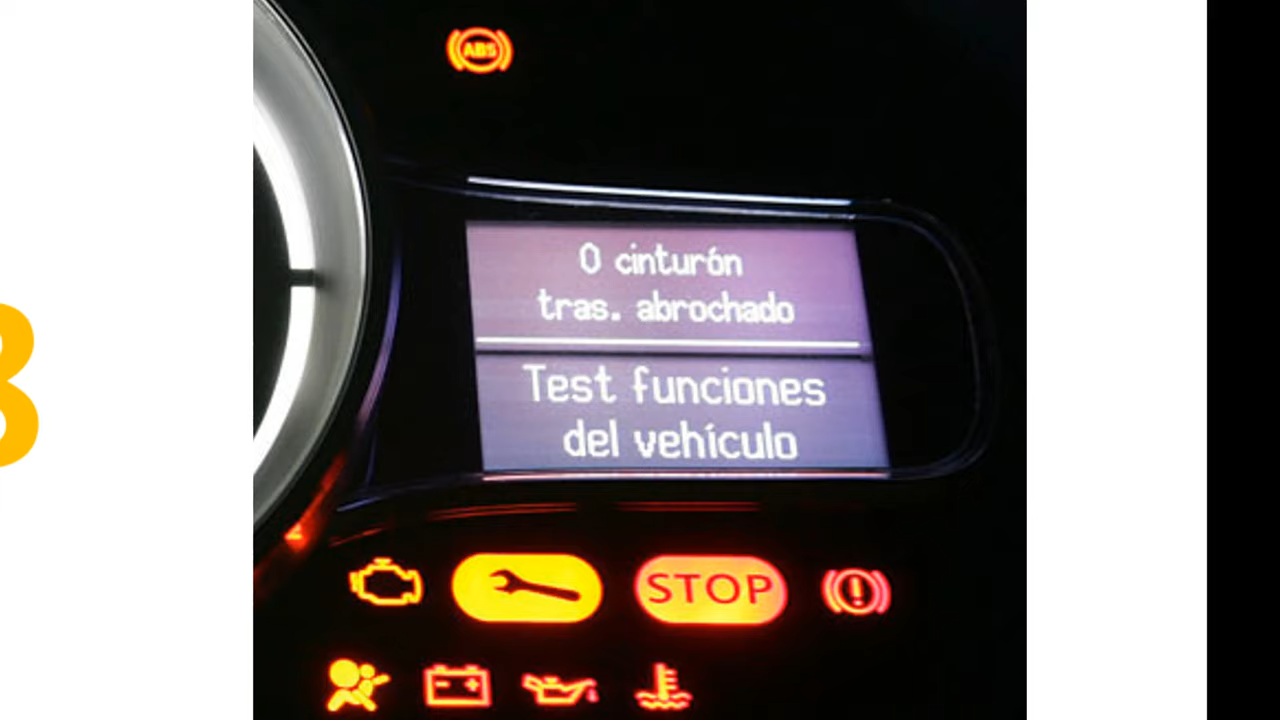 ABS
0 cinturón
tras. abrochado
Test funciones
del vehículo
STOP